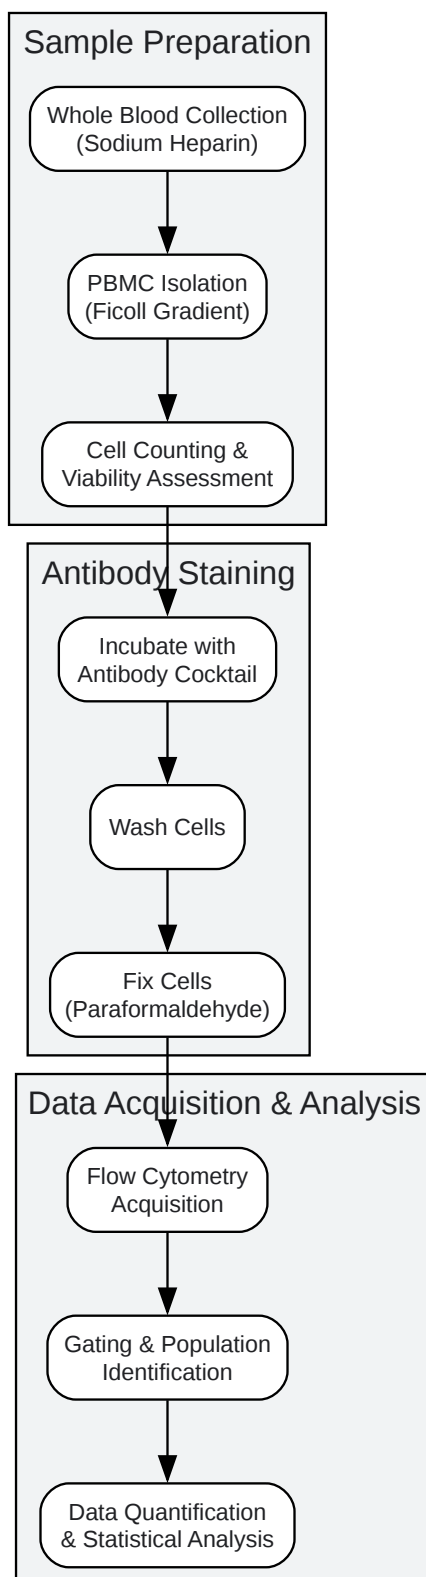 Sample Preparation
Whole Blood Collection
(Sodium Heparin)
PBMC Isolation
(Ficoll Gradient)
Cell Counting &
Viability Assessment
Antibody Staining
Incubate with
Antibody Cocktail
Wash Cells
Fix Cells
(Paraformaldehyde)
Data Acquisition & Analysis
Flow Cytometry
Acquisition
Gating & Population
Identification
Data Quantification
& Statistical Analysis